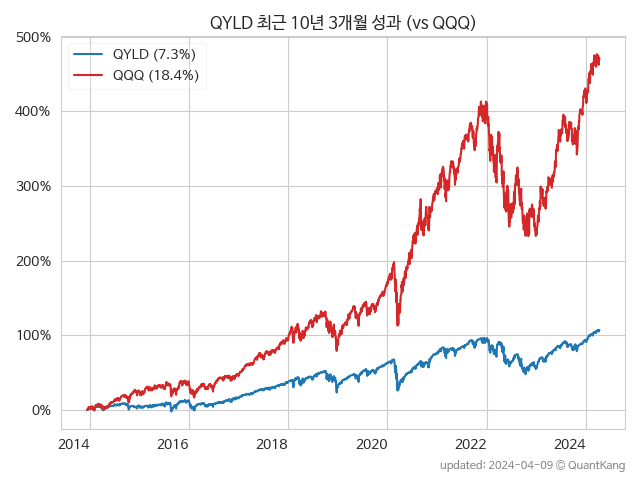 QYLD 최근 10년 3개월 성과 (vs QQQ)
500%
QYLD (7.3%)
QQQ (18.4%)
400%
300%
200%
100%
0%
2014 2016 2018 2020 2022 2024
updated: 2024-04-09 © QuantKang